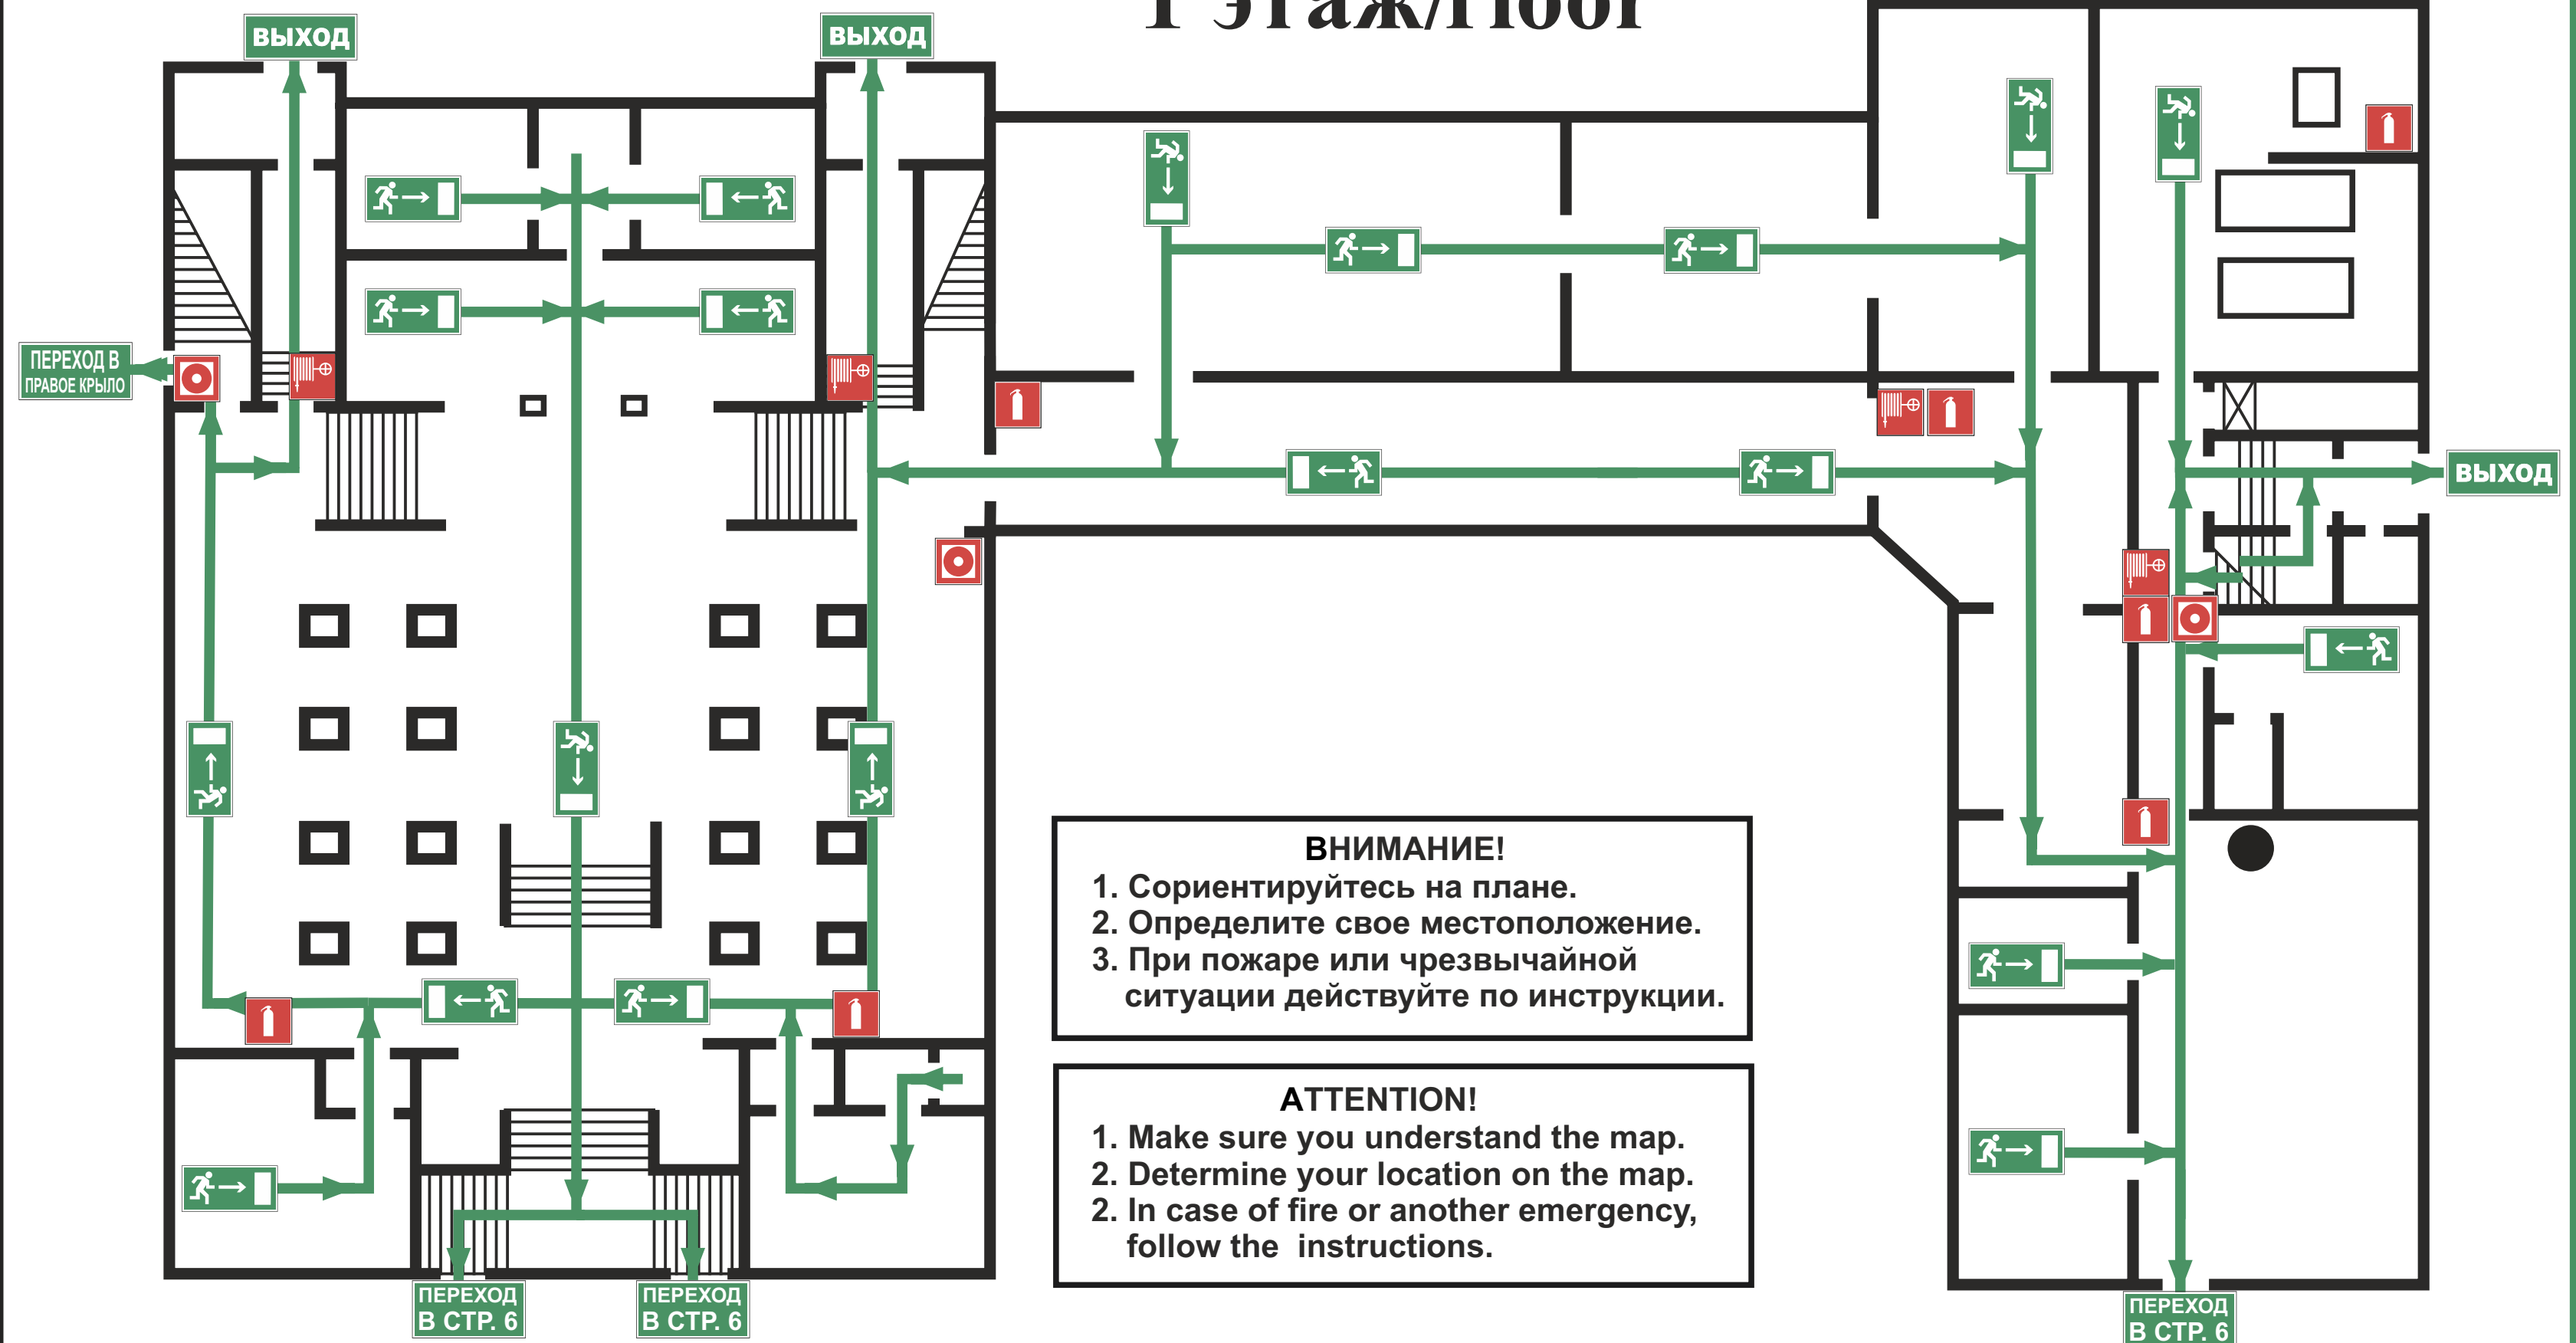 1 этаж/Floor
ВЫХОД
ВЫХОД
ПЕРЕХОД В
ПРАВОЕ КРЫЛО
ВЫХОД
ВНИМАНИЕ!
1. Сориентируйтесь на плане.
2. Определите свое местоположение.
3. При пожаре или чрезвычайной
ситуации действуйте по инструкции.
ATTENTION!
1. Make sure you understand the map.
2. Determine your location on the map.
2. In case of fire or another emergency,
follow the instructions.
ПЕРЕХОД
В СТР. 6
ПЕРЕХОД
В СТР. 6
ПЕРЕХОД
В СТР. 6